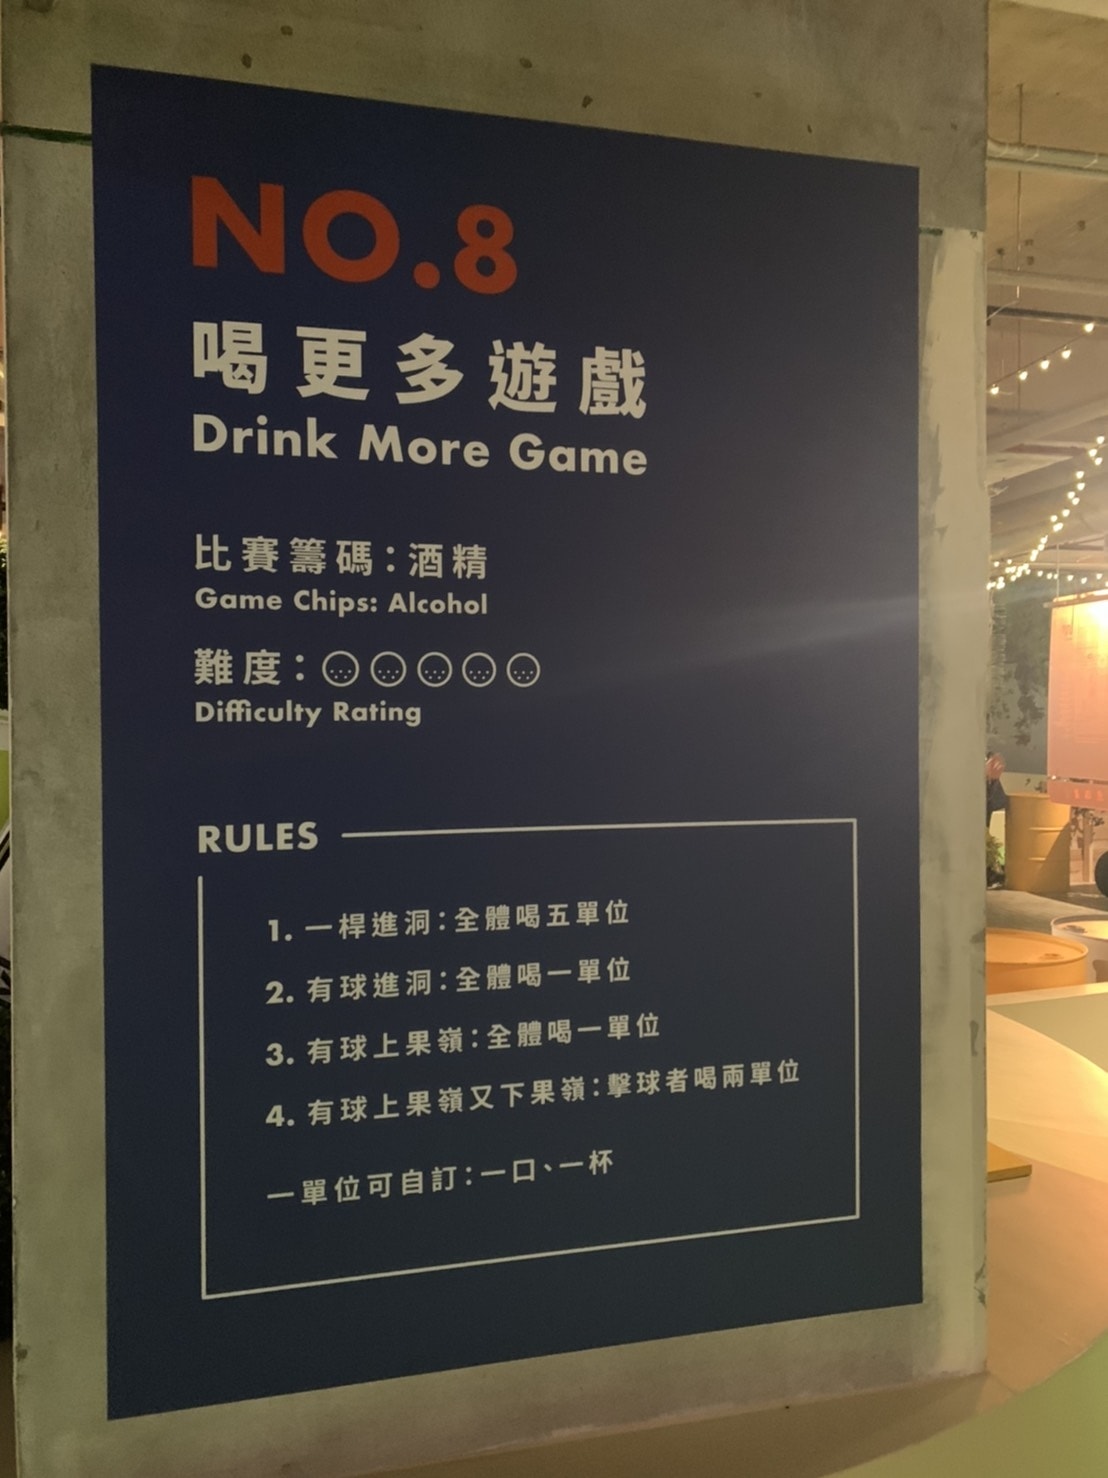 NO.8
喝更多遊戲
Drink More Game
比賽籌碼：酒精
Game Chips: Alcohol
難度：
Difficulty Rating
RULES
1. 一桿進洞：全體喝五單位
2. 有球進洞：全體喝一單位
3. 有球上果嶺：全體喝一單位
4. 有球上果嶺又下果嶺：擊球者喝兩單位
一單位可自訂：一口、一杯